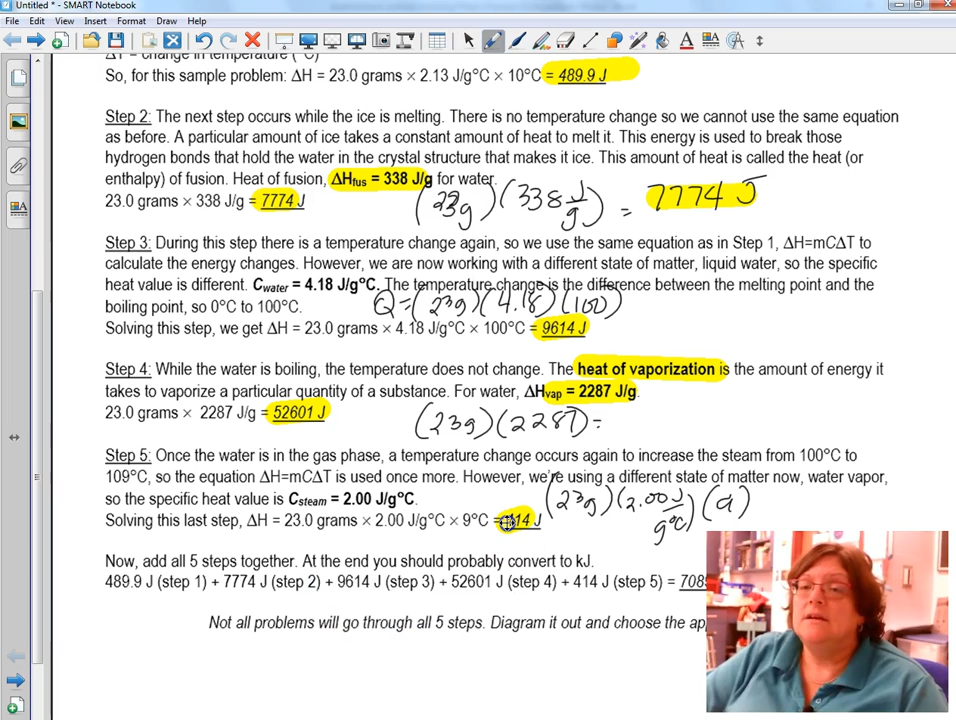 Untitled * - SMART Notebook
File Edit View Insert Format Draw Help
ΔT = change in temperature (°C)
So, for this sample problem: ΔH = 23.0 grams × 2.13 J/g°C × 10°C = 489.9 J
Step 2: The next step occurs while the ice is melting. There is no temperature change so we cannot use the same equation
as before. A particular amount of ice takes a constant amount of heat to melt it. This energy is used to break those
hydrogen bonds that hold the water in the crystal structure that makes it ice. This amount of heat is called the heat (or
enthalpy) of fusion. Heat of fusion, ΔHfus = 338 J/g for water.
23.0 grams × 338 J/g = 7774 J
(23g)(338 J/g) = 7774 J
Step 3: During this step there is a temperature change again, so we use the same equation as in Step 1, ΔH=mCΔT to
calculate the energy changes. However, we are now working with a different state of matter, liquid water, so the specific
heat value is different. Cwater = 4.18 J/g°C. The temperature change is the difference between the melting point and the
boiling point, so 0°C to 100°C.
Q = (23g)(4.18)(100)
Solving this step, we get ΔH = 23.0 grams × 4.18 J/g°C × 100°C = 9614 J
Step 4: While the water is boiling, the temperature does not change. The heat of vaporization is the amount of energy it
takes to vaporize a particular quantity of a substance. For water, ΔHvap = 2287 J/g.
23.0 grams × 2287 J/g = 52601 J
(23g)(2287) =
Step 5: Once the water is in the gas phase, a temperature change occurs again to increase the steam from 100°C to
109°C, so the equation ΔH=mCΔT is used once more. However, we're using a different state of matter now, water vapor,
so the specific heat value is Csteam = 2.00 J/g°C.
(23g)(2.00 J/g°C)(9)
Solving this last step, ΔH = 23.0 grams × 2.00 J/g°C × 9°C = 414 J
Now, add all 5 steps together. At the end you should probably convert to kJ.
489.9 J (step 1) + 7774 J (step 2) + 9614 J (step 3) + 52601 J (step 4) + 414 J (step 5) =
Not all problems will go through all 5 steps. Diagram it out and choose the